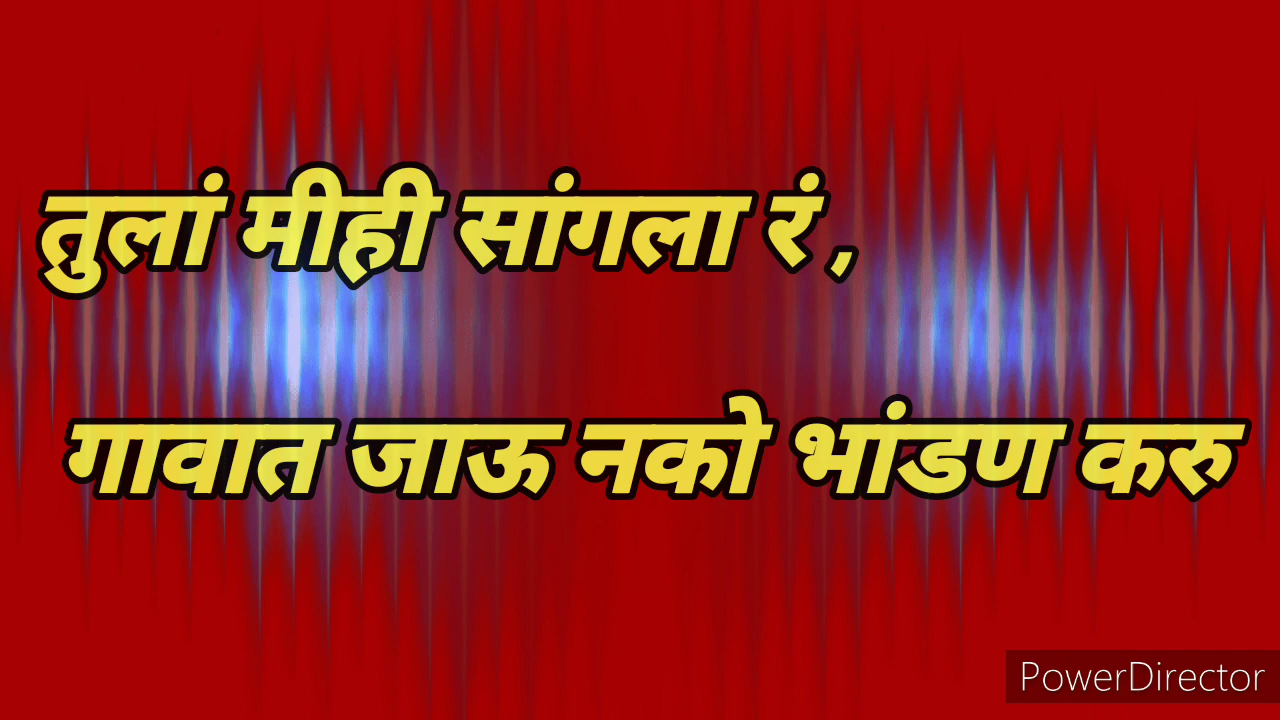 तुलां मीही सांगला रं ,
गावात जाऊ नको भांडण करु
PowerDirector